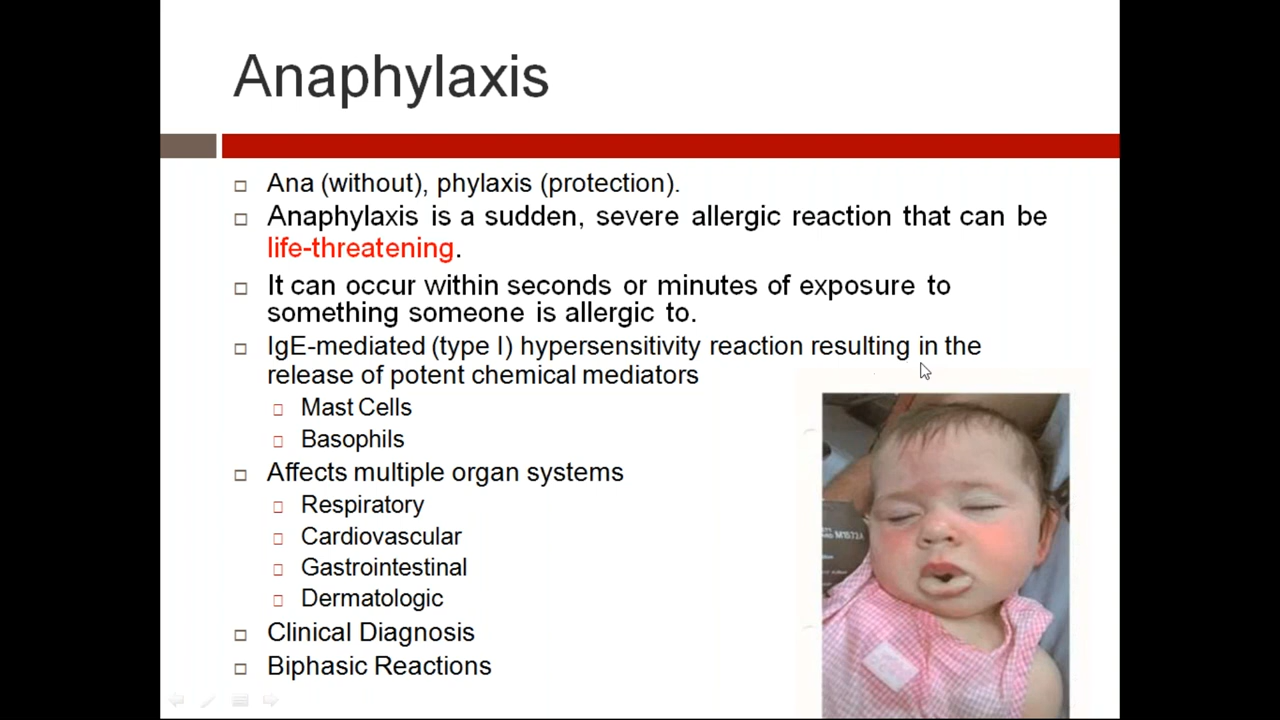 Anaphylaxis
Ana (without), phylaxis (protection).
Anaphylaxis is a sudden, severe allergic reaction that can be
life-threatening.
It can occur within seconds or minutes of exposure to
something someone is allergic to.
IgE-mediated (type I) hypersensitivity reaction resulting in the
release of potent chemical mediators
Mast Cells
Basophils
Affects multiple organ systems
Respiratory
Cardiovascular
Gastrointestinal
Dermatologic
Clinical Diagnosis
Biphasic Reactions
M1572A